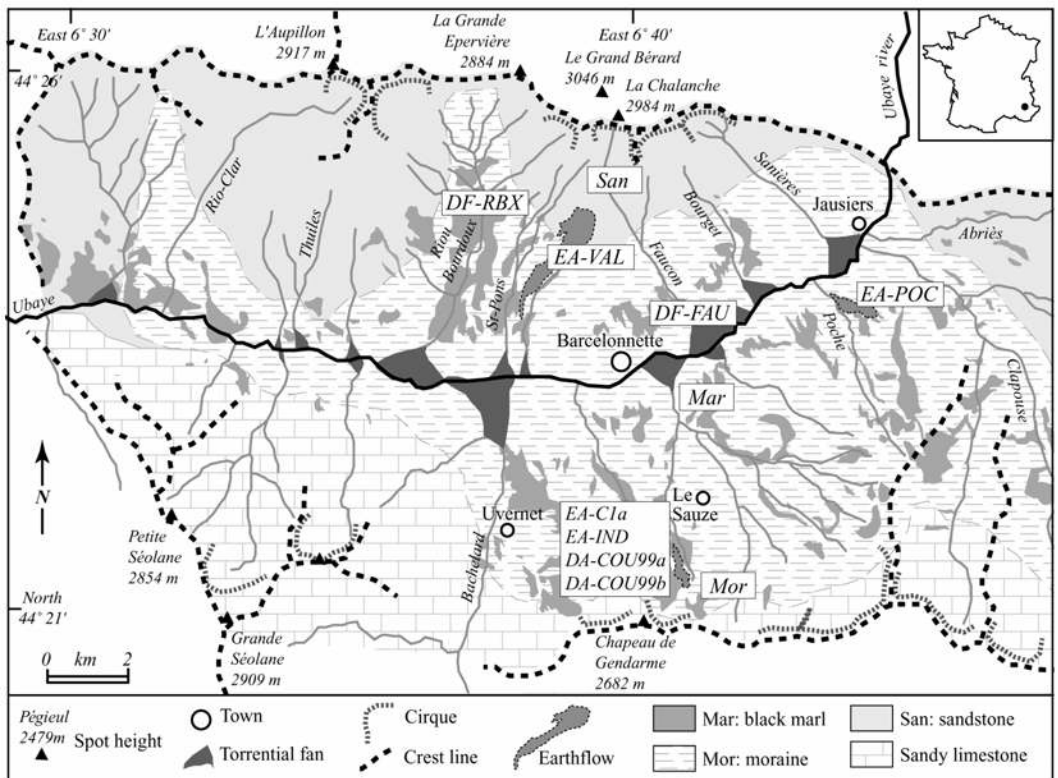 East 6° 30'
L'Aupillon
2917 m
La Grande
Epervière
2884 m
East 6° 40'
Le Grand Bérard
3046 m
La Chalanche
2984 m
Ubaye river
44° 26'
Rio-Clar
Thuiles
DF-RBX
Riou
Bourdoux
St-Pons
EA-VAL
San
Faucon
Bourget
Sanières
Jausiers
Abriès
Ubaye
DF-FAU
EA-POC
Barcelonnette
Poche
Clapouse
Mar
N
Petite
Séolane
2854 m
Uvernet
Bachelard
EA-C1a
EA-IND
DA-COU99a
DA-COU99b
Le
Sauze
Mor
North
44° 21'
0 km 2
Grande
Séolane
2909 m
Chapeau de
Gendarme
2682 m
Pégieul
2479m
Spot height
Town
Torrential fan
Cirque
Crest line
Earthflow
Mar: black marl
Mor: moraine
San: sandstone
Sandy limestone